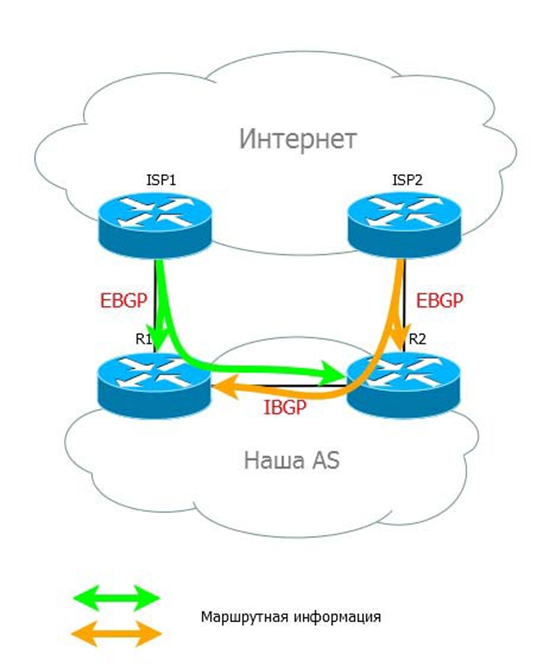 Интернет
ISP1
ISP2
EBGP
EBGP
R1
R2
IBGP
Наша AS
Маршрутная информация